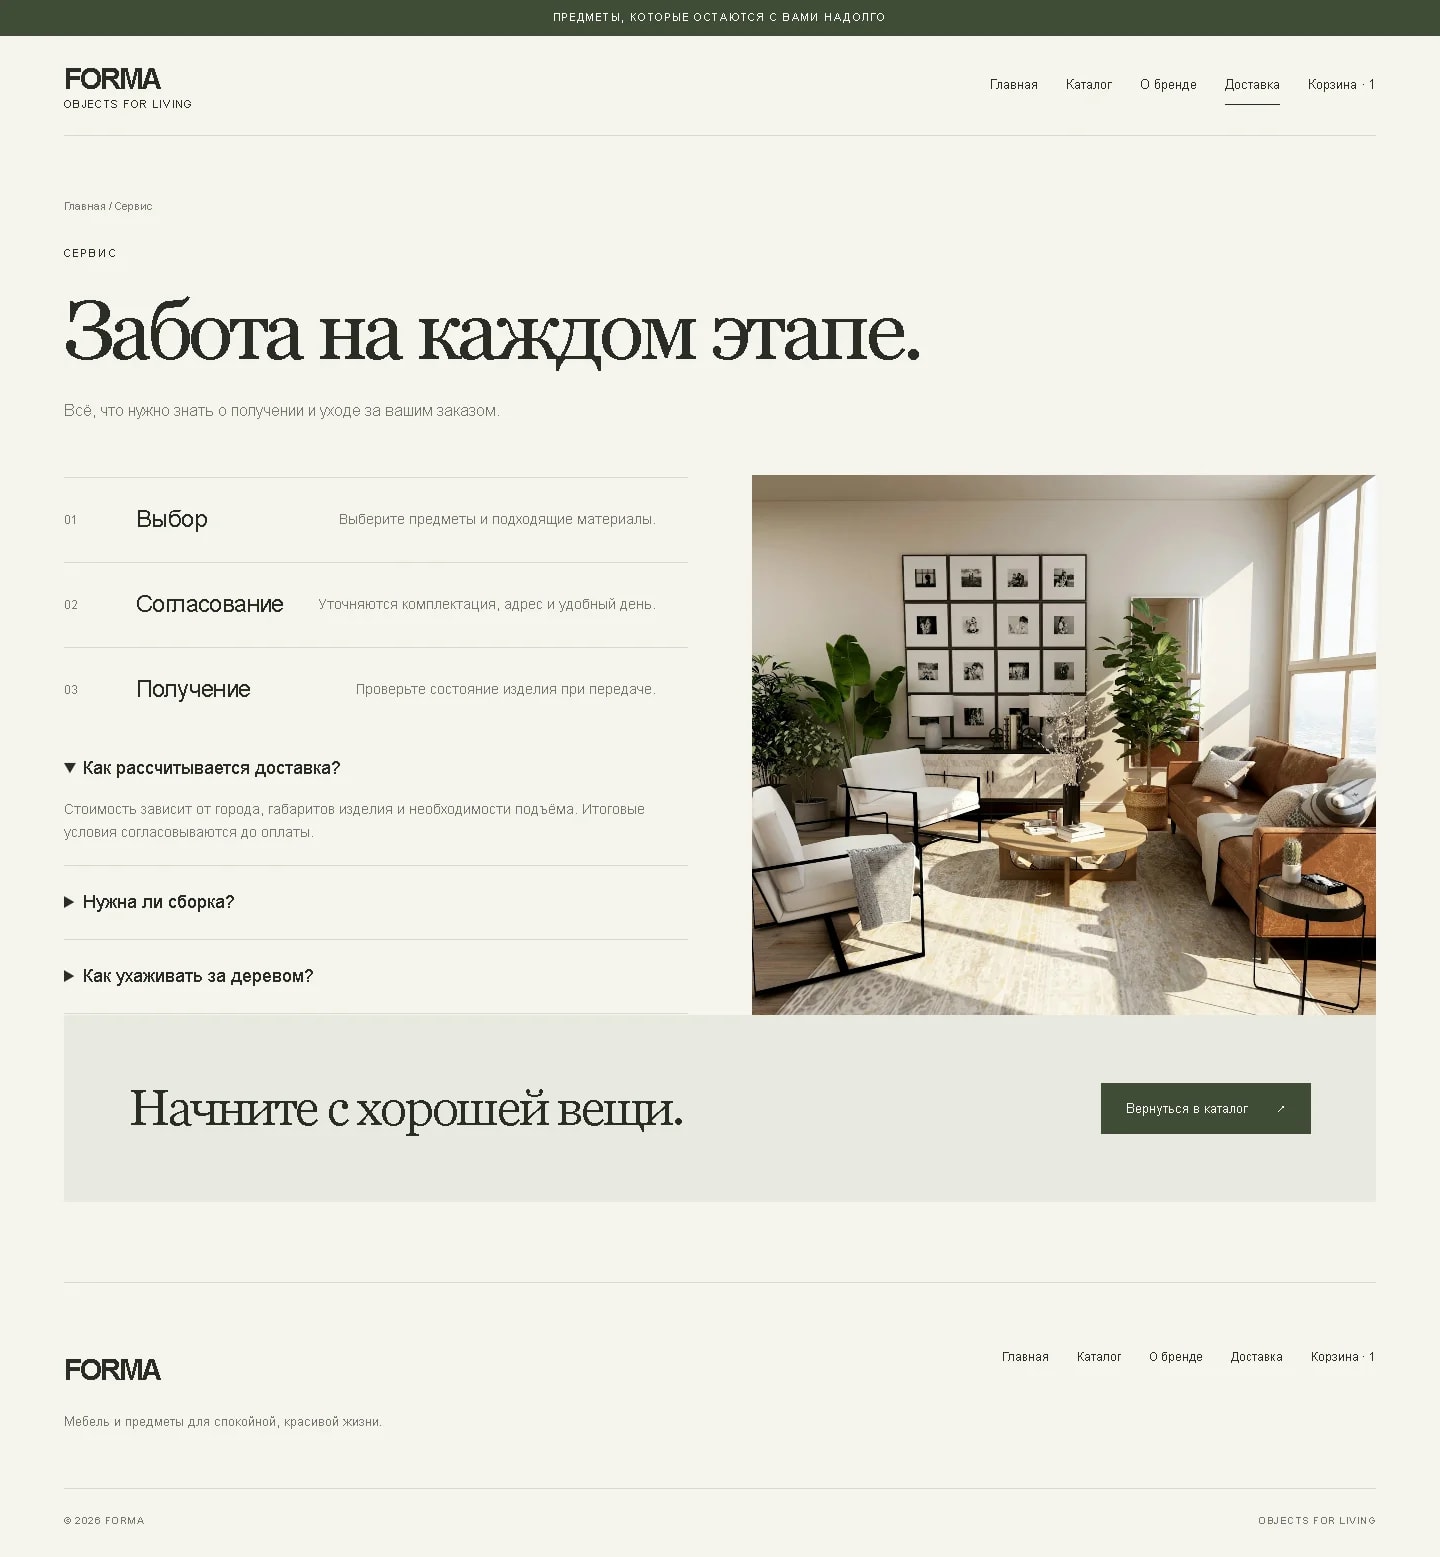 ПРЕДМЕТЫ, КОТОРЫЕ ОСТАЮТСЯ С ВАМИ НАДОЛГО
FORMA
OBJECTS FOR LIVING
Главная
Каталог
О бренде
Доставка
Корзина · 1
Главная / Сервис
СЕРВИС
Забота на каждом этапе.
Всё, что нужно знать о получении и уходе за вашим заказом.
01 Выбор Выберите предметы и подходящие материалы.
02 Согласование Уточняются комплектация, адрес и удобный день.
03 Получение Проверьте состояние изделия при передаче.
▼ Как рассчитывается доставка?
Стоимость зависит от города, габаритов изделия и необходимости подъёма. Итоговые
условия согласовываются до оплаты.
▶ Нужна ли сборка?
▶ Как ухаживать за деревом?
Начните с хорошей вещи.
Вернуться в каталог ↗
FORMA
Главная
Каталог
О бренде
Доставка
Корзина · 1
Мебель и предметы для спокойной, красивой жизни.
© 2026 FORMA
OBJECTS FOR LIVING